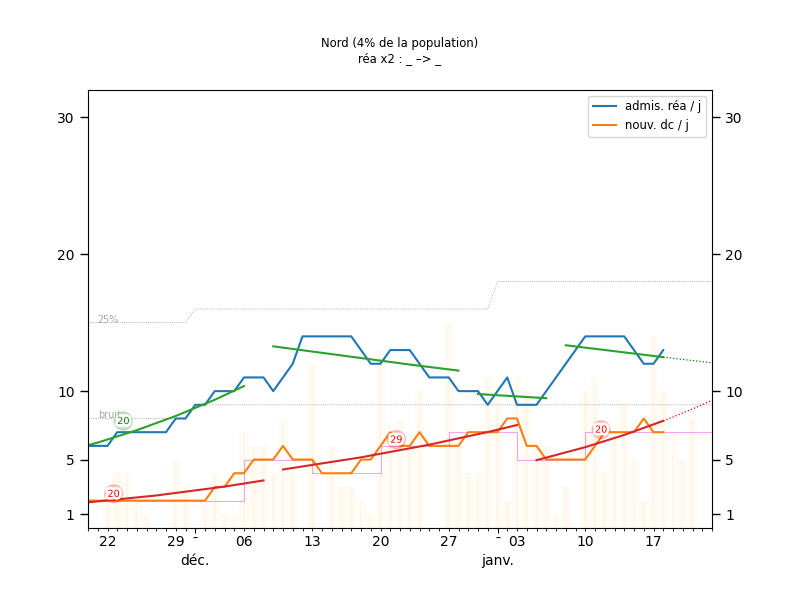 Nord (4% de la population)
réa x2 : _ –> _
admis. réa / j
nouv. dc / j
30 30
20 20
25%
10 10
bruit
20
29
20
20
5 5
1 1
22 29 - 06 13 20 27 - 03 10 17
déc. janv.